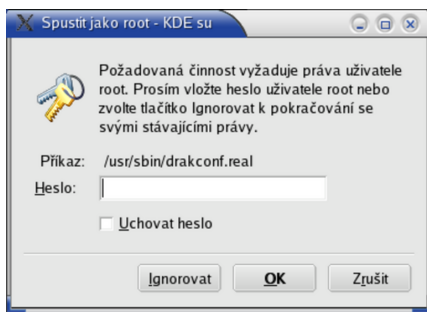 Spustit jako root - KDE su
Požadovaná činnost vyžaduje práva uživatele
root. Prosím vložte heslo uživatele root nebo
zvolte tlačítko Ignorovat k pokračování se
svými stávajícími právy.
Příkaz: /usr/sbin/drakconf.real
Heslo:
Uchovat heslo
Ignorovat OK Zrušit